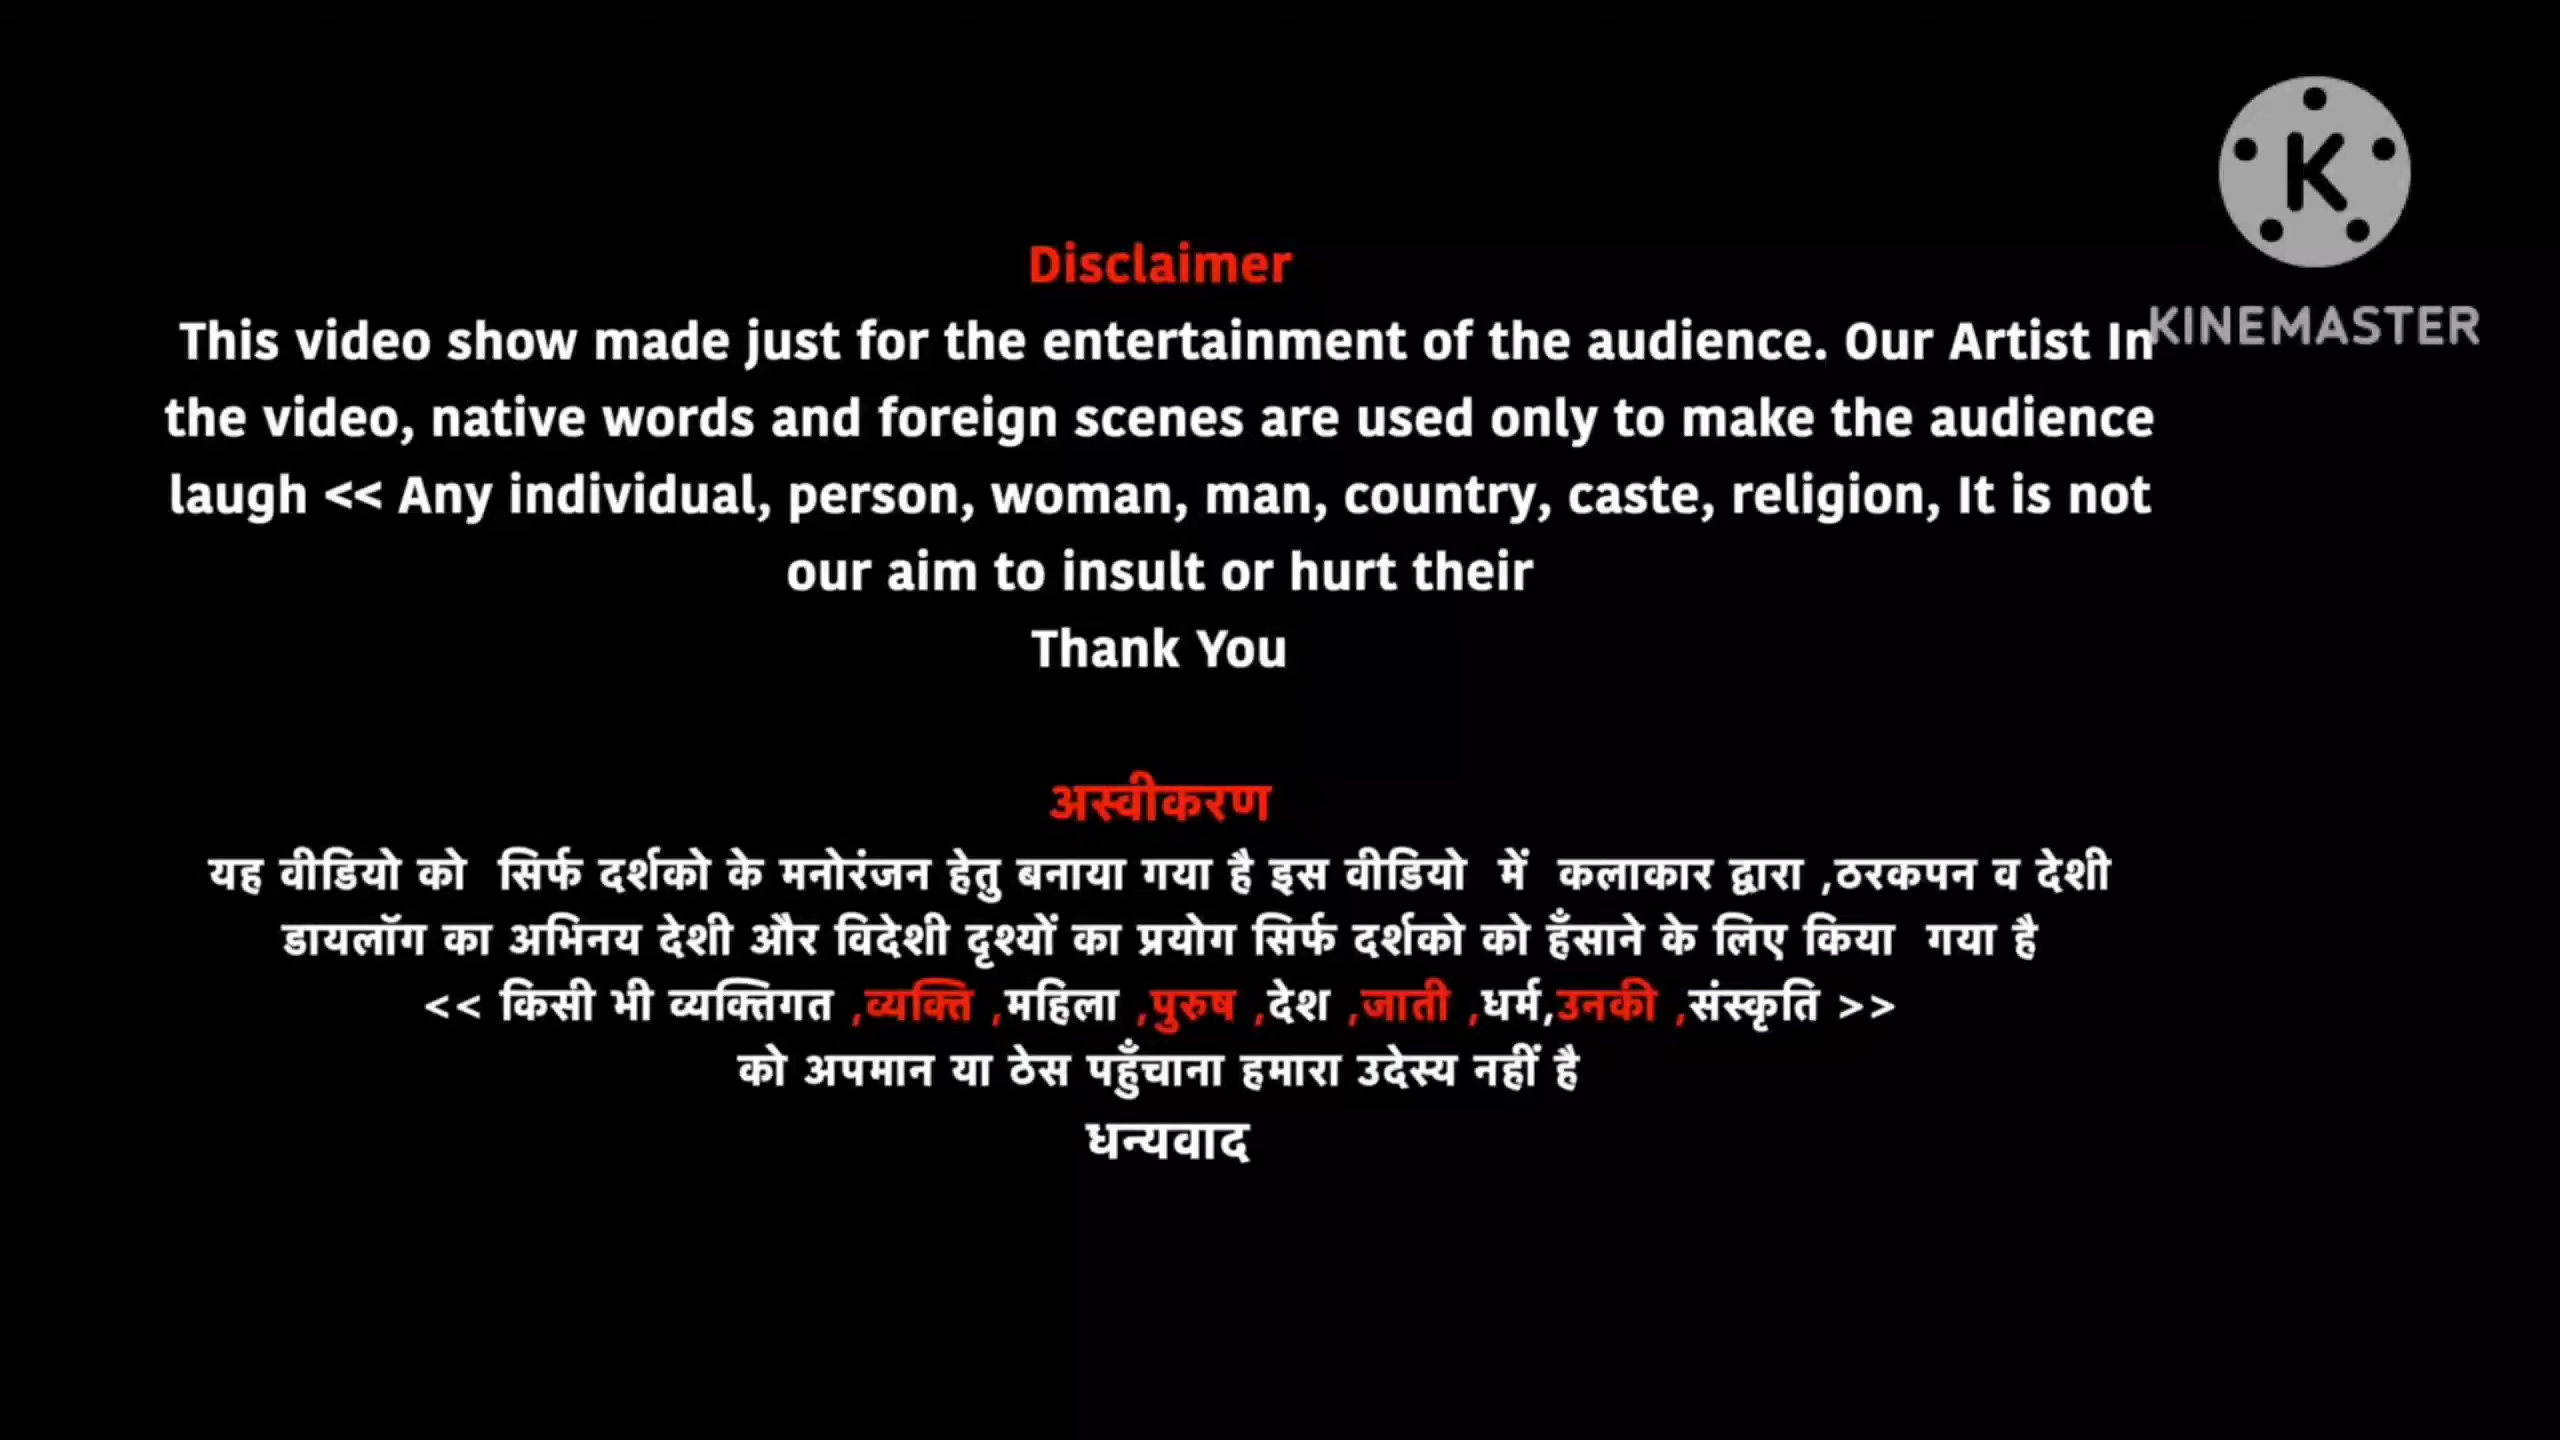 Disclaimer
This video show made just for the entertainment of the audience. Our Artist In
the video, native words and foreign scenes are used only to make the audience
laugh << Any individual, person, woman, man, country, caste, religion, It is not
our aim to insult or hurt their
Thank You
अस्वीकरण
यह वीडियो को सिर्फ दर्शको के मनोरंजन हेतु बनाया गया है इस वीडियो में कलाकार द्वारा ,ठरकपन व देशी
डायलॉग का अभिनय देशी और विदेशी दृश्यों का प्रयोग सिर्फ दर्शको को हँसाने के लिए किया गया है
<< किसी भी व्यक्तिगत ,व्यक्ति ,महिला ,पुरुष ,देश ,जाती ,धर्म,उनकी ,संस्कृति >>
को अपमान या ठेस पहुँचाना हमारा उदेस्य नहीं है
धन्यवाद
K
KINEMASTER